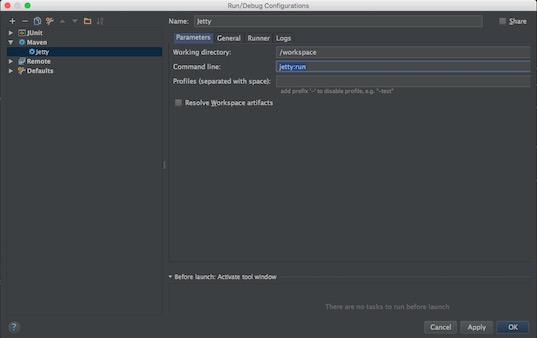 Run/Debug Configurations
Name: Jetty Share
JUnit
Maven
Jetty
Remote
Defaults
Parameters General Runner Logs
Working directory: /workspace
Command line: jetty:run
Profiles (separated with space):
add prefix '-' to disable profile, e.g. "-test"
Resolve Workspace artifacts
Before launch: Activate tool window
There are no tasks to run before launch
? Cancel Apply OK